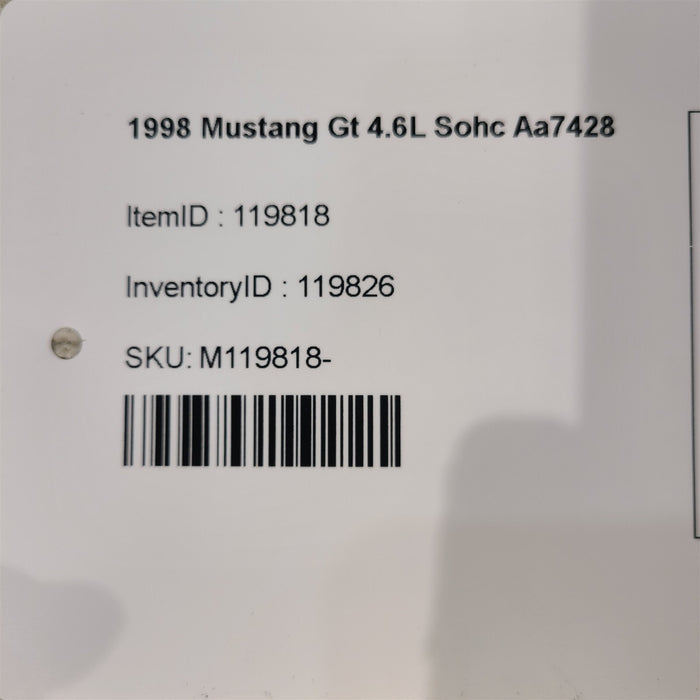 1998 Mustang Gt 4.6L Sohc Aa7428
ItemID : 119818
InventoryID : 119826
SKU: M119818-